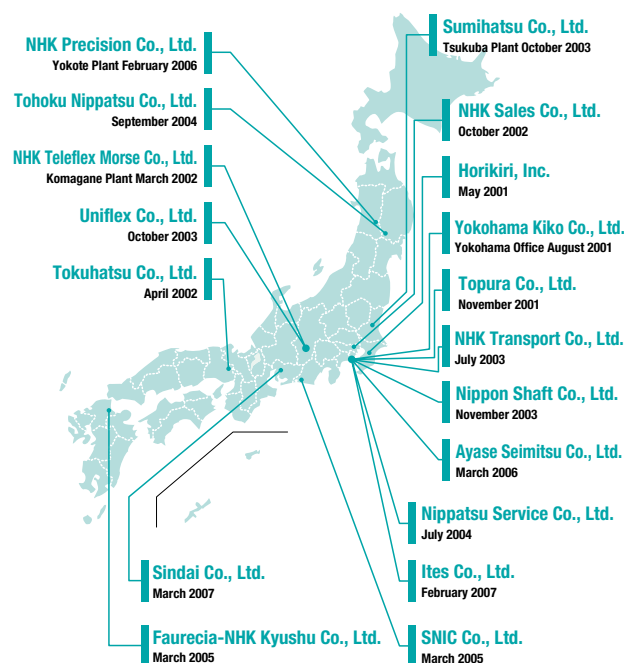 NHK Precision Co., Ltd.
Yokote Plant February 2006
Tohoku Nippatsu Co., Ltd.
September 2004
NHK Teleflex Morse Co., Ltd.
Komagane Plant March 2002
Uniflex Co., Ltd.
October 2003
Tokuhatsu Co., Ltd.
April 2002
Sumihatsu Co., Ltd.
Tsukuba Plant October 2003
NHK Sales Co., Ltd.
October 2002
Horikiri, Inc.
May 2001
Yokohama Kiko Co., Ltd.
Yokohama Office August 2001
Topura Co., Ltd.
November 2001
NHK Transport Co., Ltd.
July 2003
Nippon Shaft Co., Ltd.
November 2003
Ayase Seimitsu Co., Ltd.
March 2006
Nippatsu Service Co., Ltd.
July 2004
Sindai Co., Ltd.
March 2007
Ites Co., Ltd.
February 2007
Faurecia-NHK Kyushu Co., Ltd.
March 2005
SNIC Co., Ltd.
March 2005